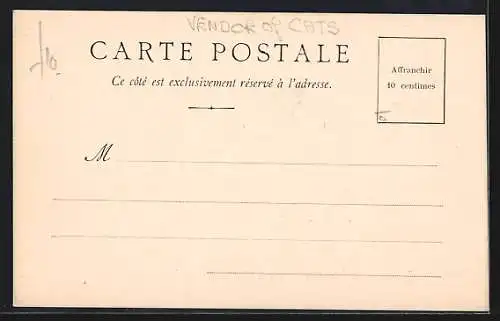 VENDOR of CATS
CARTE POSTALE
Ce côté est exclusivement réservé à l'adresse.
Affranchir
10 centimes
M